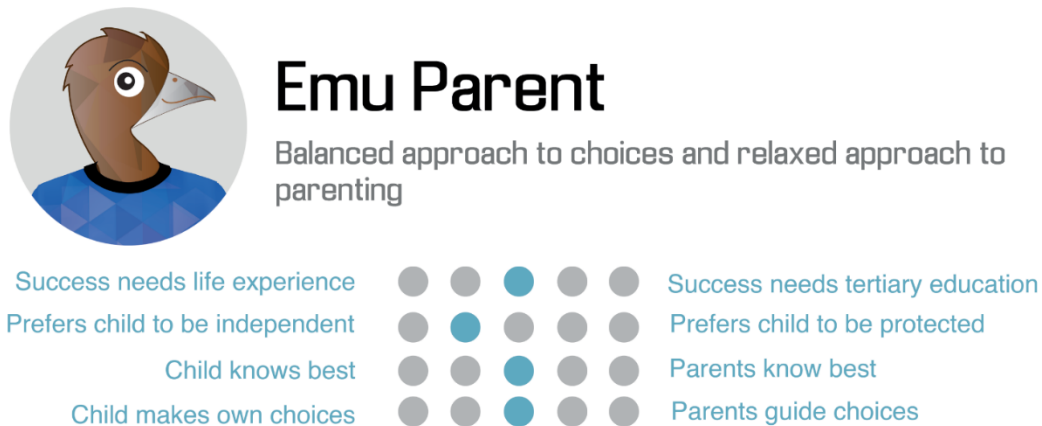 Emu Parent
Balanced approach to choices and relaxed approach to
parenting
Success needs life experience Success needs tertiary education
Prefers child to be independent Prefers child to be protected
Child knows best Parents know best
Child makes own choices Parents guide choices